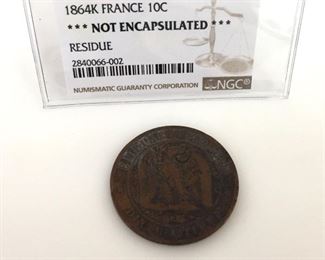 1864K FRANCE 10C
*** NOT ENCAPSULATED ***
RESIDUE
2840066-002
NUMISMATIC GUARANTY CORPORATION
NGC®